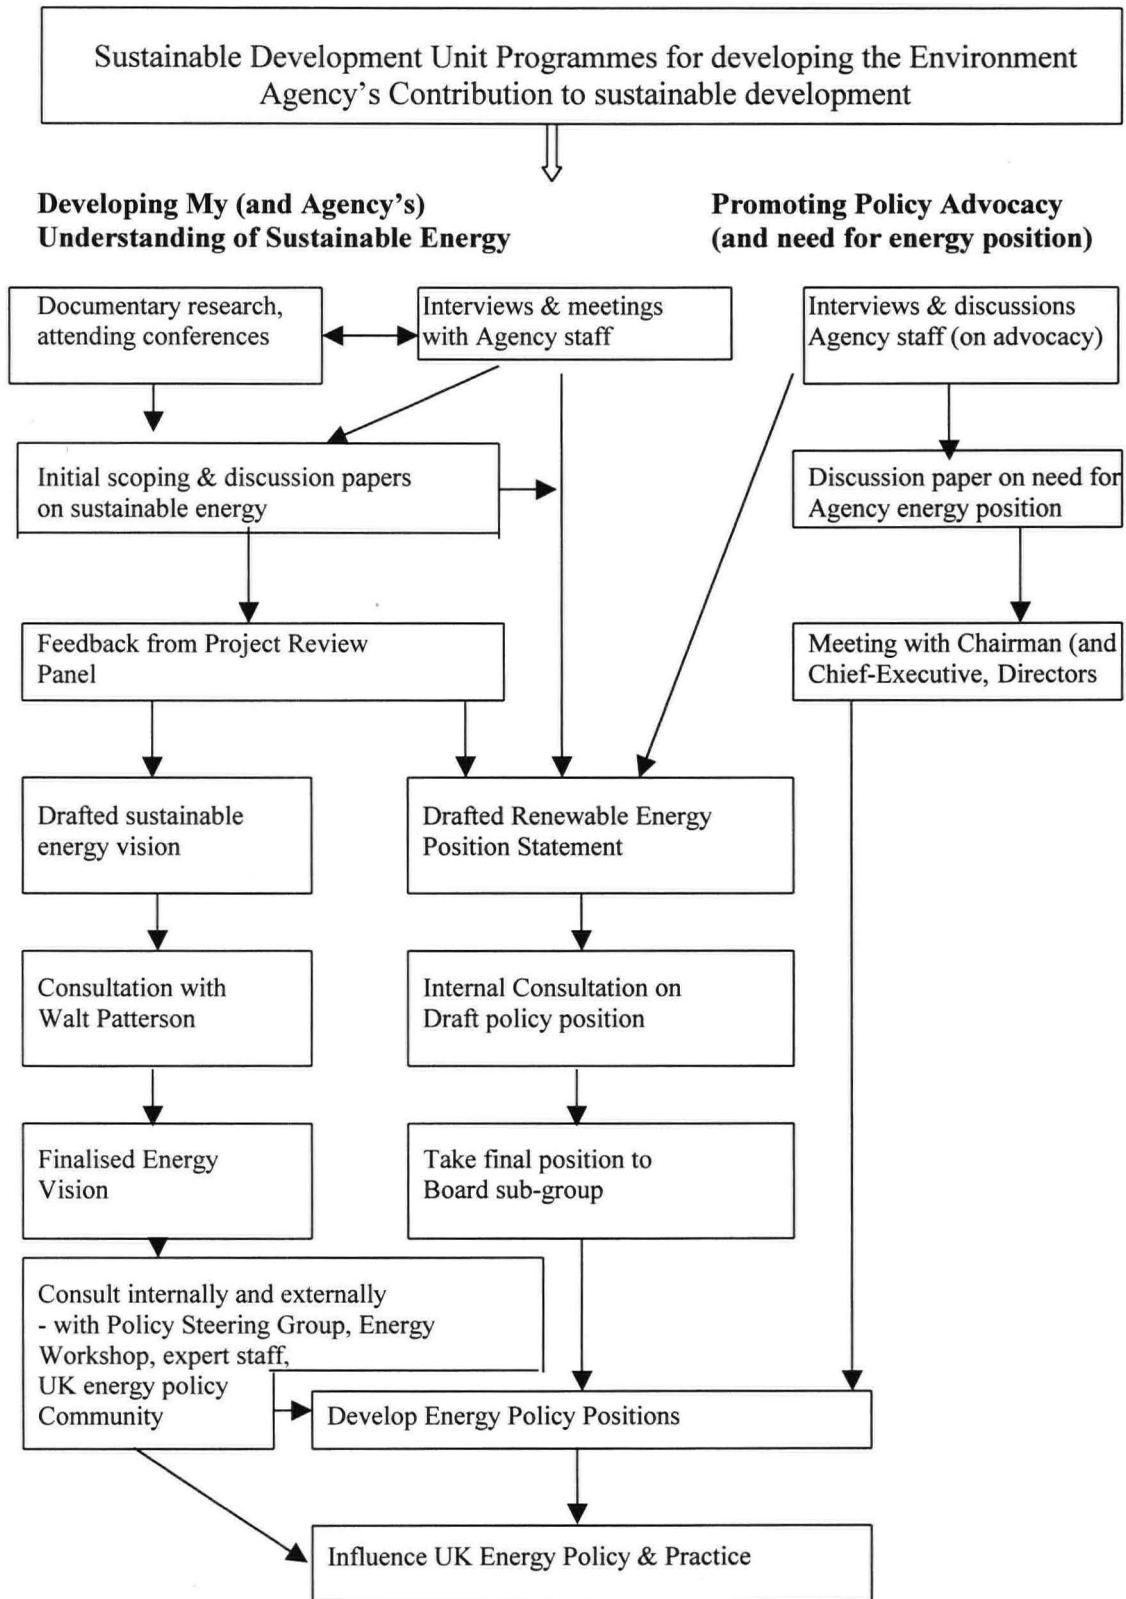 Sustainable Development Unit Programmes for developing the Environment
Agency's Contribution to sustainable development
Developing My (and Agency's)
Understanding of Sustainable Energy
Promoting Policy Advocacy
(and need for energy position)
Documentary research,
attending conferences
Interviews & meetings
with Agency staff
Interviews & discussions
Agency staff (on advocacy)
Initial scoping & discussion papers
on sustainable energy
Discussion paper on need for
Agency energy position
Feedback from Project Review
Panel
Meeting with Chairman (and
Chief-Executive, Directors
Drafted sustainable
energy vision
Drafted Renewable Energy
Position Statement
Consultation with
Walt Patterson
Internal Consultation on
Draft policy position
Finalised Energy
Vision
Take final position to
Board sub-group
Consult internally and externally
- with Policy Steering Group, Energy
Workshop, expert staff,
UK energy policy
Community
Develop Energy Policy Positions
Influence UK Energy Policy & Practice